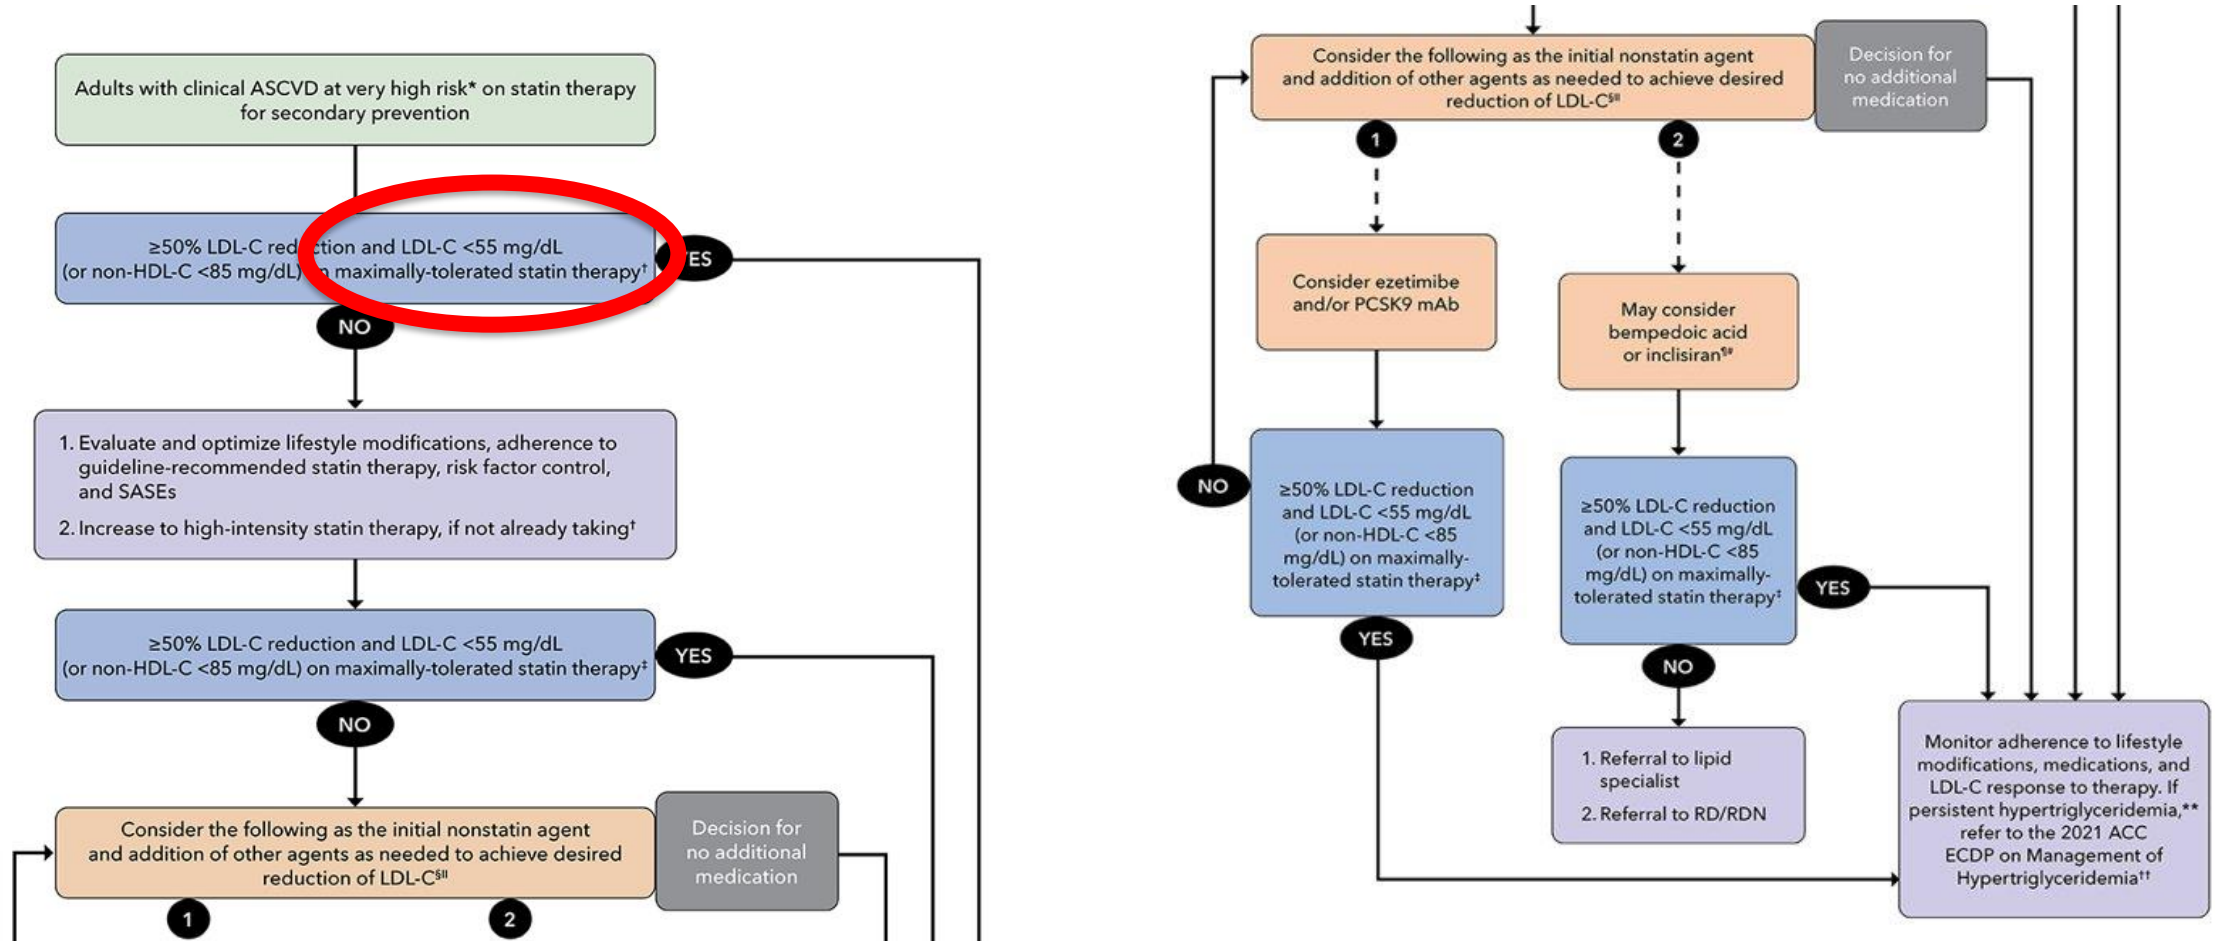 Adults with clinical ASCVD at very high risk* on statin therapy
for secondary prevention
≥50% LDL-C reduction and LDL-C <55 mg/dL
(or non-HDL-C <85 mg/dL) on maximally-tolerated statin therapy†
YES
NO
1. Evaluate and optimize lifestyle modifications, adherence to
guideline-recommended statin therapy, risk factor control,
and SASEs
2. Increase to high-intensity statin therapy, if not already taking†
≥50% LDL-C reduction and LDL-C <55 mg/dL
(or non-HDL-C <85 mg/dL) on maximally-tolerated statin therapy‡
YES
NO
Consider the following as the initial nonstatin agent
and addition of other agents as needed to achieve desired
reduction of LDL-C§||
Decision for
no additional
medication
1
2
Consider the following as the initial nonstatin agent
and addition of other agents as needed to achieve desired
reduction of LDL-C§||
Decision for
no additional
medication
1
2
Consider ezetimibe
and/or PCSK9 mAb
May consider
bempedoic acid
or inclisiran¶#
NO
≥50% LDL-C reduction
and LDL-C <55 mg/dL
(or non-HDL-C <85
mg/dL) on maximally-
tolerated statin therapy‡
YES
≥50% LDL-C reduction
and LDL-C <55 mg/dL
(or non-HDL-C <85
mg/dL) on maximally-
tolerated statin therapy‡
YES
NO
1. Referral to lipid
specialist
2. Referral to RD/RDN
Monitor adherence to lifestyle
modifications, medications, and
LDL-C response to therapy. If
persistent hypertriglyceridemia,**
refer to the 2021 ACC
ECDP on Management of
Hypertriglyceridemia††